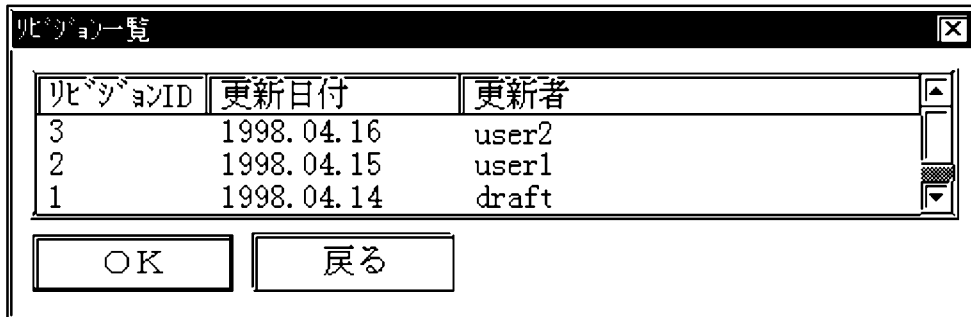 ﾘﾋﾞｼﾞｮﾝ一覧
ﾘﾋﾞｼﾞｮﾝID 更新日付 更新者
3 1998.04.16 user2
2 1998.04.15 user1
1 1998.04.14 draft
OK 戻る